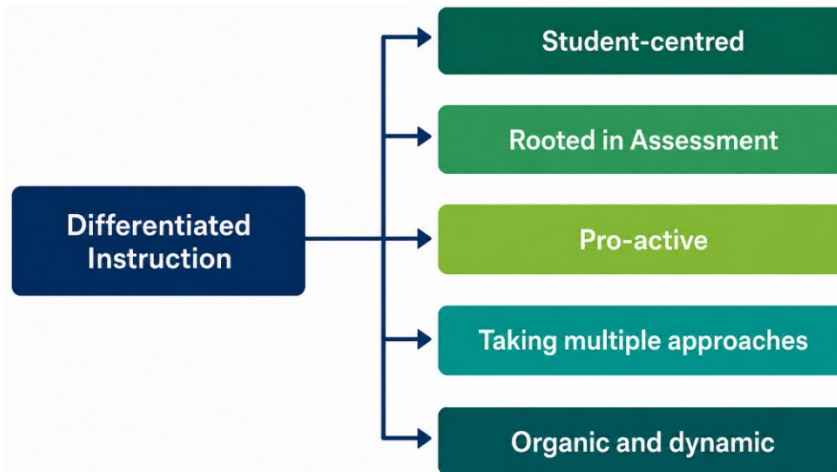 Differentiated
Instruction
Student-centred
Rooted in Assessment
Pro-active
Taking multiple approaches
Organic and dynamic